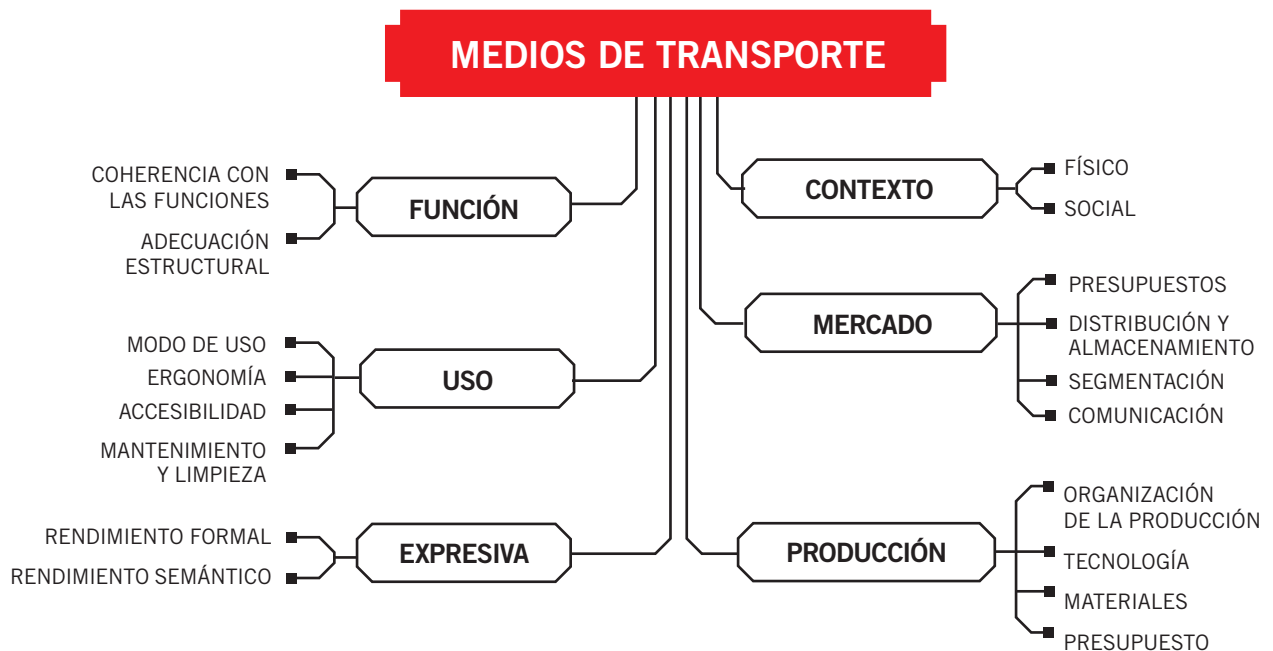 MEDIOS DE TRANSPORTE
COHERENCIA CON
LAS FUNCIONES
ADECUACIÓN
ESTRUCTURAL
FUNCIÓN
MODO DE USO
ERGONOMÍA
ACCESIBILIDAD
MANTENIMIENTO
Y LIMPIEZA
USO
RENDIMIENTO FORMAL
RENDIMIENTO SEMÁNTICO
EXPRESIVA
CONTEXTO
FÍSICO
SOCIAL
MERCADO
PRESUPUESTOS
DISTRIBUCIÓN Y
ALMACENAMIENTO
SEGMENTACIÓN
COMUNICACIÓN
PRODUCCIÓN
ORGANIZACIÓN
DE LA PRODUCCIÓN
TECNOLOGÍA
MATERIALES
PRESUPUESTO